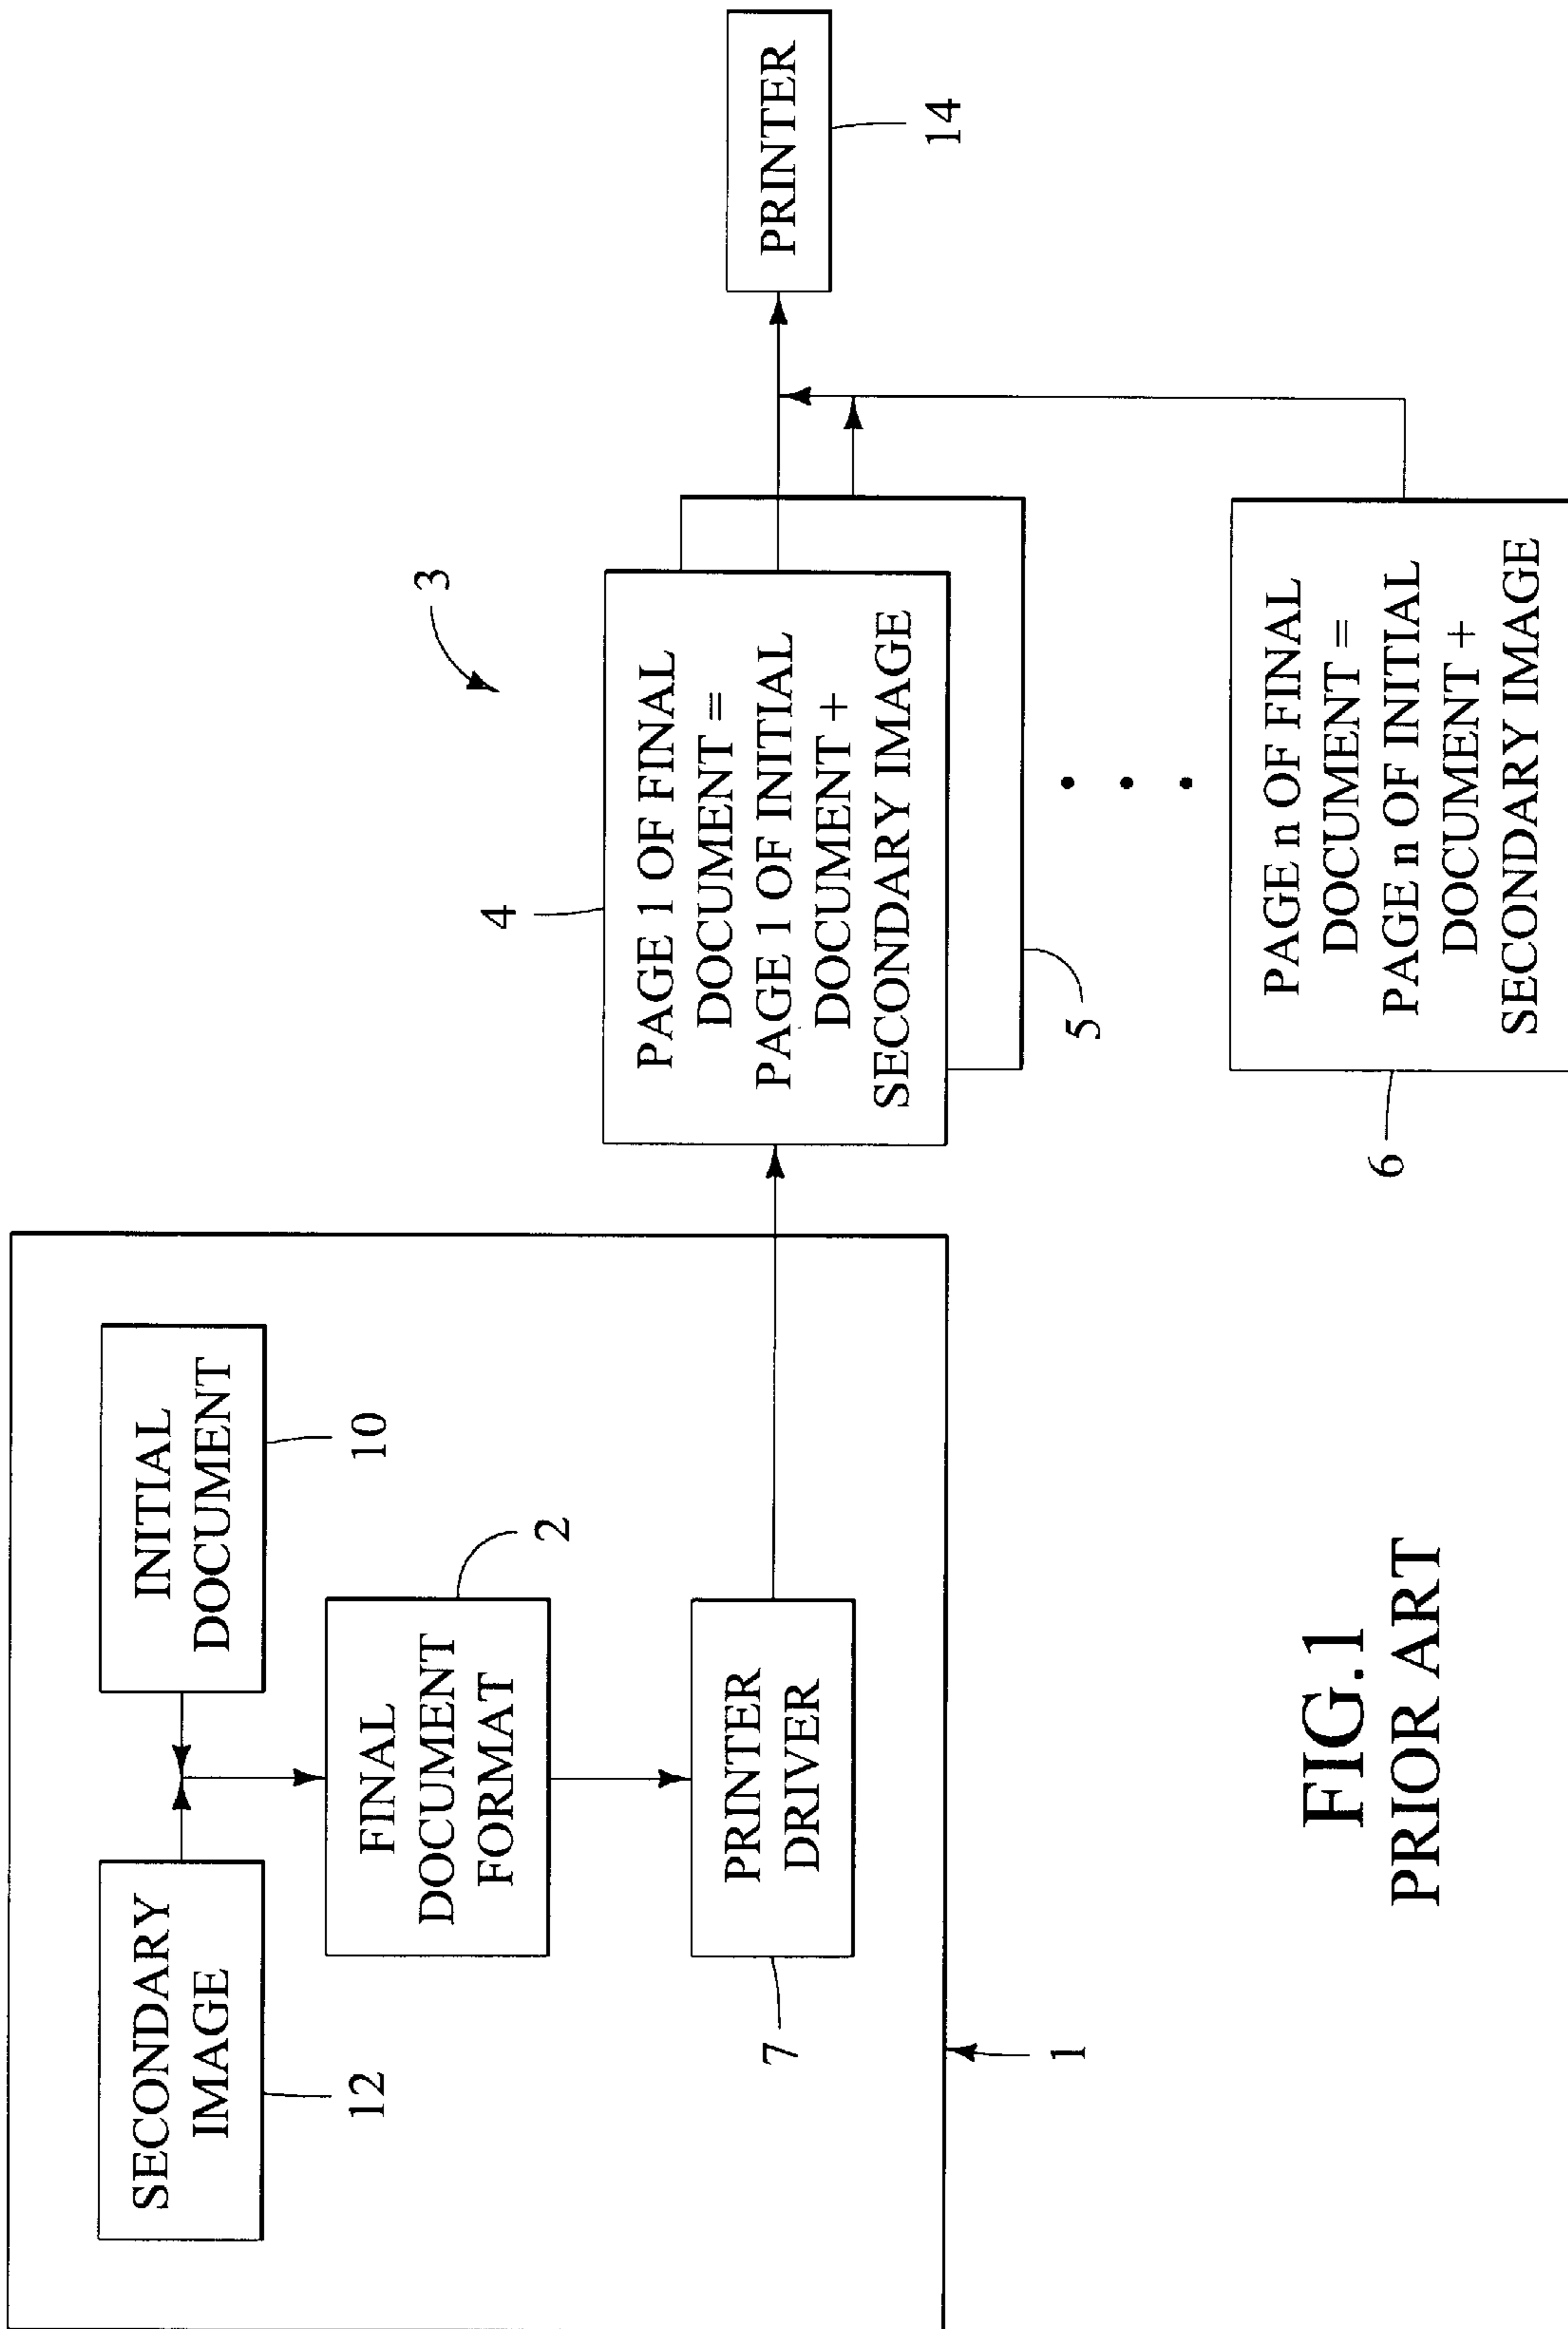 SECONDARY
IMAGE
12
INITIAL
DOCUMENT
10
FINAL
DOCUMENT
FORMAT
2
PRINTER
DRIVER
7
1
3
4
PAGE 1 OF FINAL
DOCUMENT =
PAGE 1 OF INITIAL
DOCUMENT +
SECONDARY IMAGE
5
PAGE n OF FINAL
DOCUMENT =
PAGE n OF INITIAL
DOCUMENT +
SECONDARY IMAGE
6
PRINTER
14
FIG.1
PRIOR ART